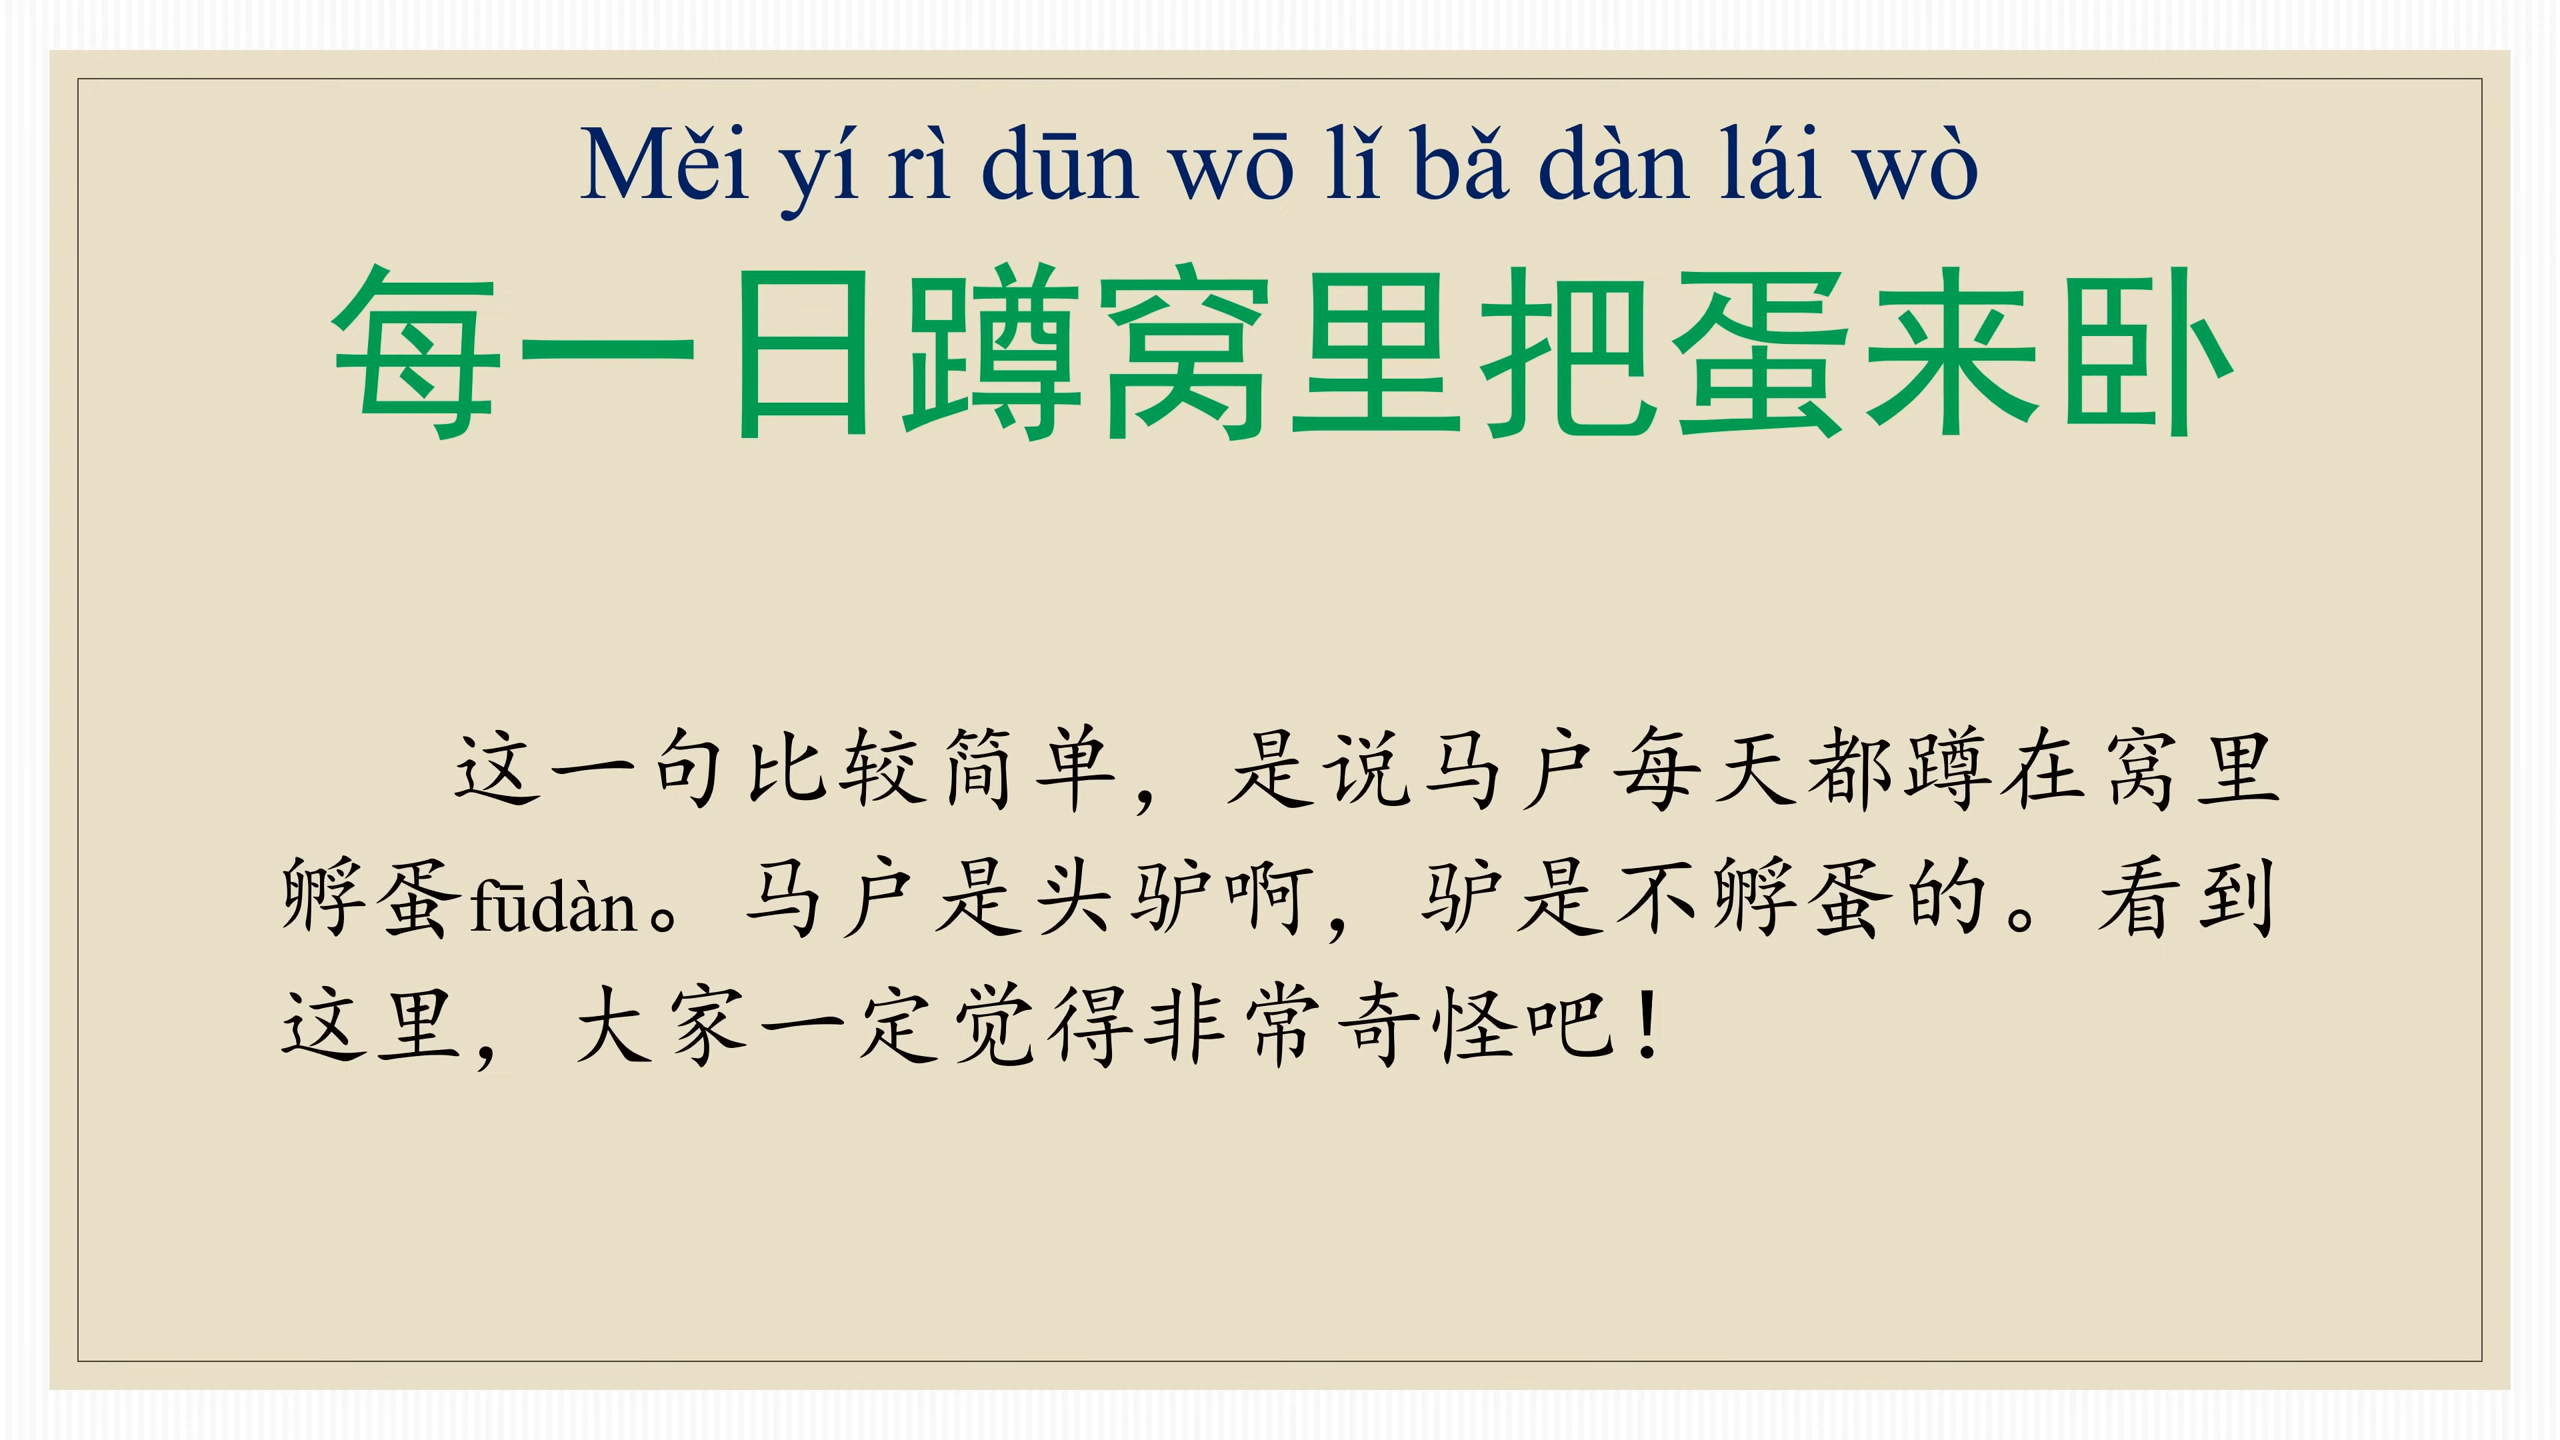 Měi yí rì dūn wō lǐ bǎ dàn lái wò
每一日蹲窝里把蛋来卧
这一句比较简单，是说马户每天都蹲在窝里
孵蛋fūdàn。马户是头驴啊，驴是不孵蛋的。看到
这里，大家一定觉得非常奇怪吧！